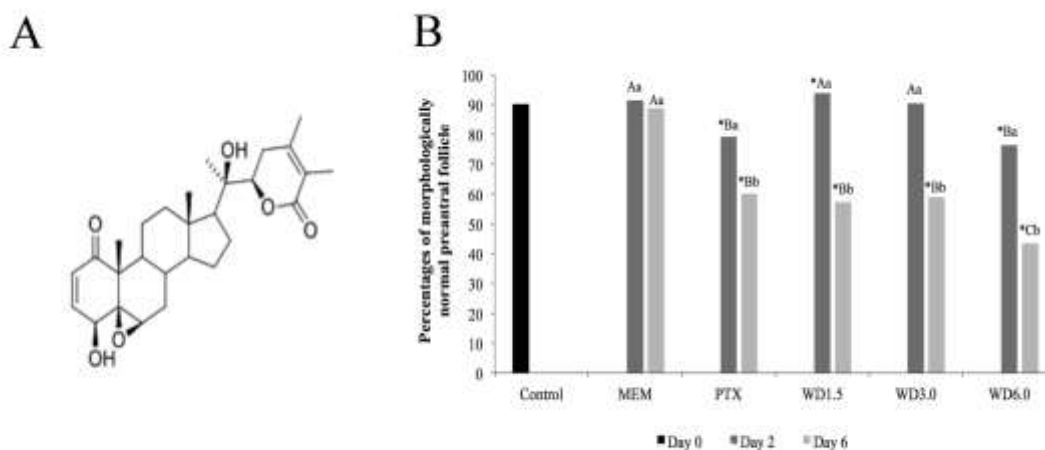 A
B
OH
O
O
O
O
OH
Percentages of morphologically
normal preantral follicle
100
90
80
70
60
50
40
30
20
10
0
Aa
Aa
*Ba
*Bb
*Aa
*Bb
Aa
*Bb
*Ba
*Cb
Control MEM PTX WD1.5 WD3.0 WD6.0
Day 0 Day 2 Day 6